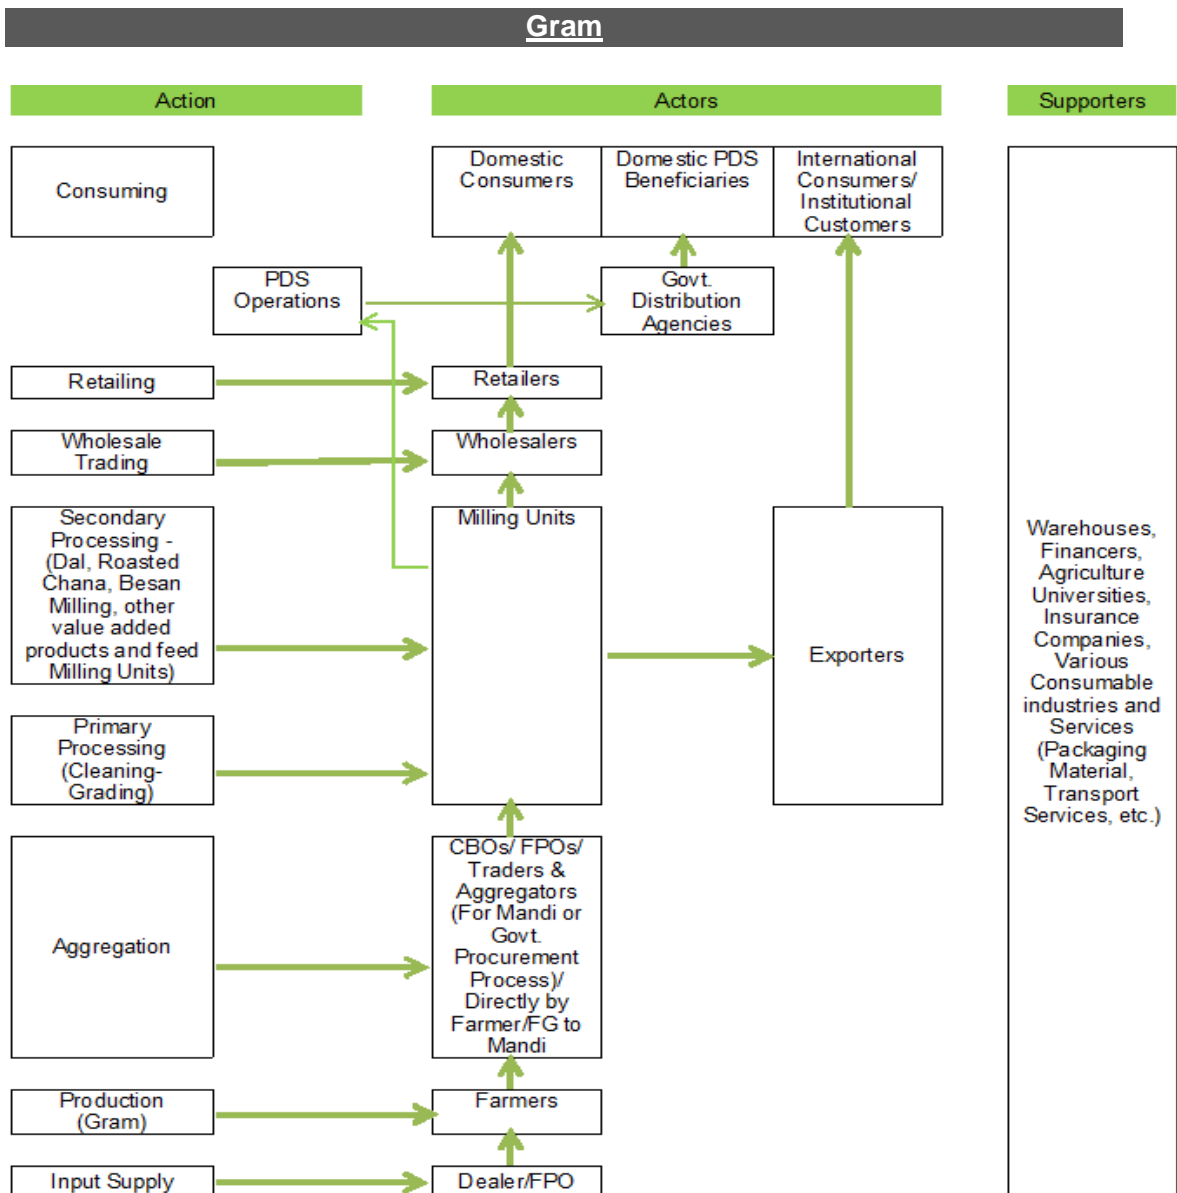 Gram
Action
Actors
Supporters
Consuming
Domestic
Consumers
Domestic PDS
Beneficiaries
International
Consumers/
Institutional
Customers
PDS
Operations
Govt.
Distribution
Agencies
Retailing
Retailers
Wholesale
Trading
Wholesalers
Secondary
Processing -
(Dal, Roasted
Chana, Besan
Milling, other
value added
products and feed
Milling Units)
Milling Units
Exporters
Warehouses,
Financers,
Agriculture
Universities,
Insurance
Companies,
Various
Consumable
industries and
Services
(Packaging
Material,
Transport
Services, etc.)
Primary
Processing
(Cleaning-
Grading)
Aggregation
CBOs/ FPOs/
Traders &
Aggregators
(For Mandi or
Govt.
Procurement
Process)/
Directly by
Farmer/FG to
Mandi
Production
(Gram)
Farmers
Input Supply
Dealer/FPO